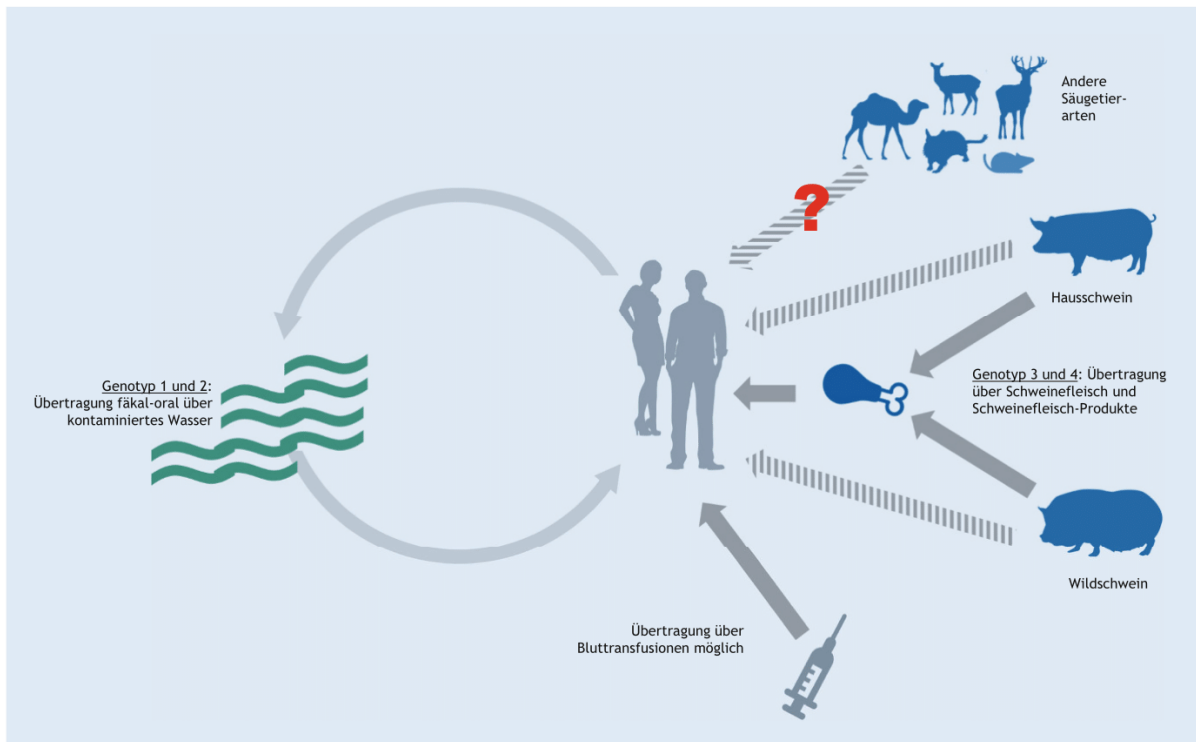 Andere
Säugetier-
arten
?
Hausschwein
Genotyp 1 und 2:
Übertragung fäkal-oral über
kontaminiertes Wasser
Genotyp 3 und 4: Übertragung
über Schweinefleisch und
Schweinefleisch-Produkte
Wildschwein
Übertragung über
Bluttransfusionen möglich